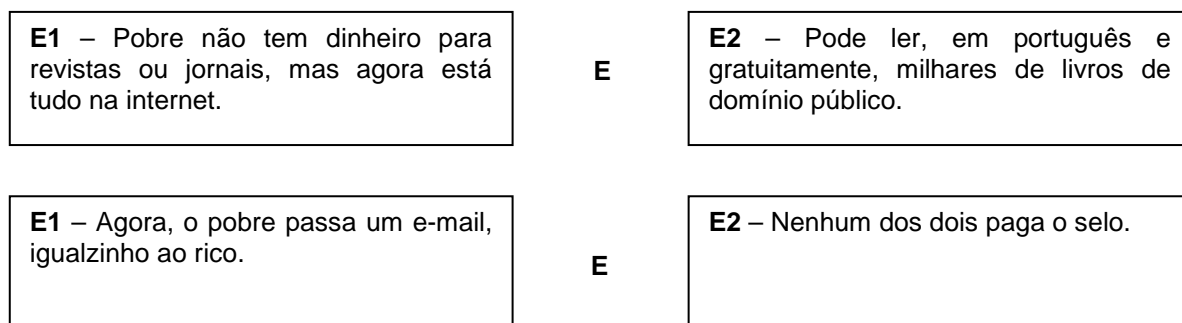 E1 – Pobre não tem dinheiro para
revistas ou jornais, mas agora está
tudo na internet.
E
E2 – Pode ler, em português e
gratuitamente, milhares de livros de
domínio público.
E1 – Agora, o pobre passa um e-mail,
igualzinho ao rico.
E
E2 – Nenhum dos dois paga o selo.